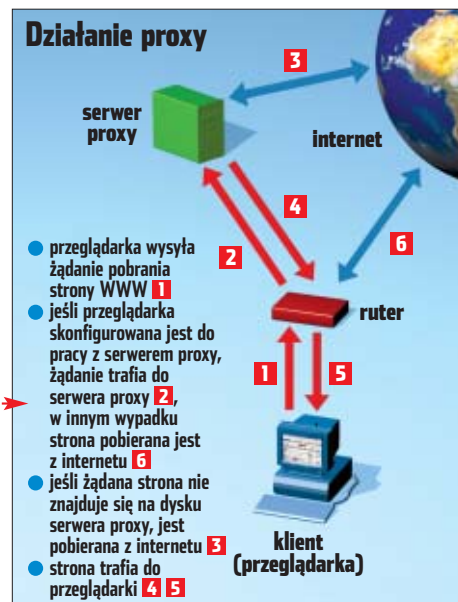 Działanie proxy
3
serwer
proxy
internet
4
2
6
ruter
1
5
klient
(przeglądarka)
przeglądarka wysyła
żądanie pobrania
strony WWW 1
jeśli przeglądarka
skonfigurowana jest do
pracy z serwerem proxy,
żądanie trafia do
serwera proxy 2,
w innym wypadku
strona pobierana jest
z internetu 6
jeśli żądana strona nie
znajduje się na dysku
serwera proxy, jest
pobierana z internetu 3
strona trafia do
przeglądarki 4 5